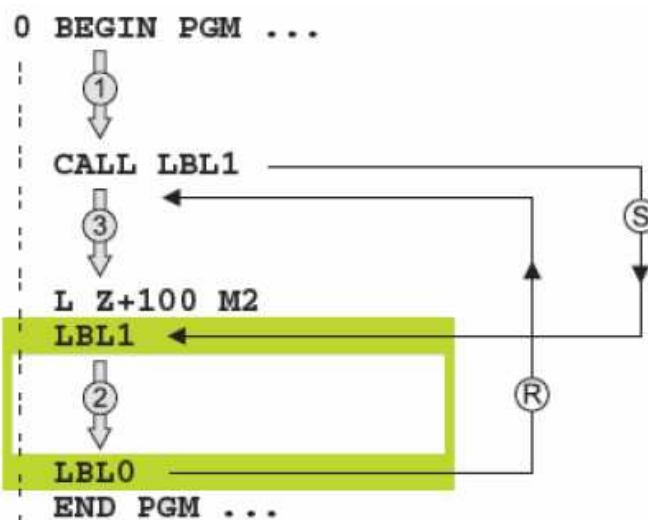 0 BEGIN PGM ...
1
CALL LBL1
S
3
L Z+100 M2
LBL1
2
R
LBL0
END PGM ...